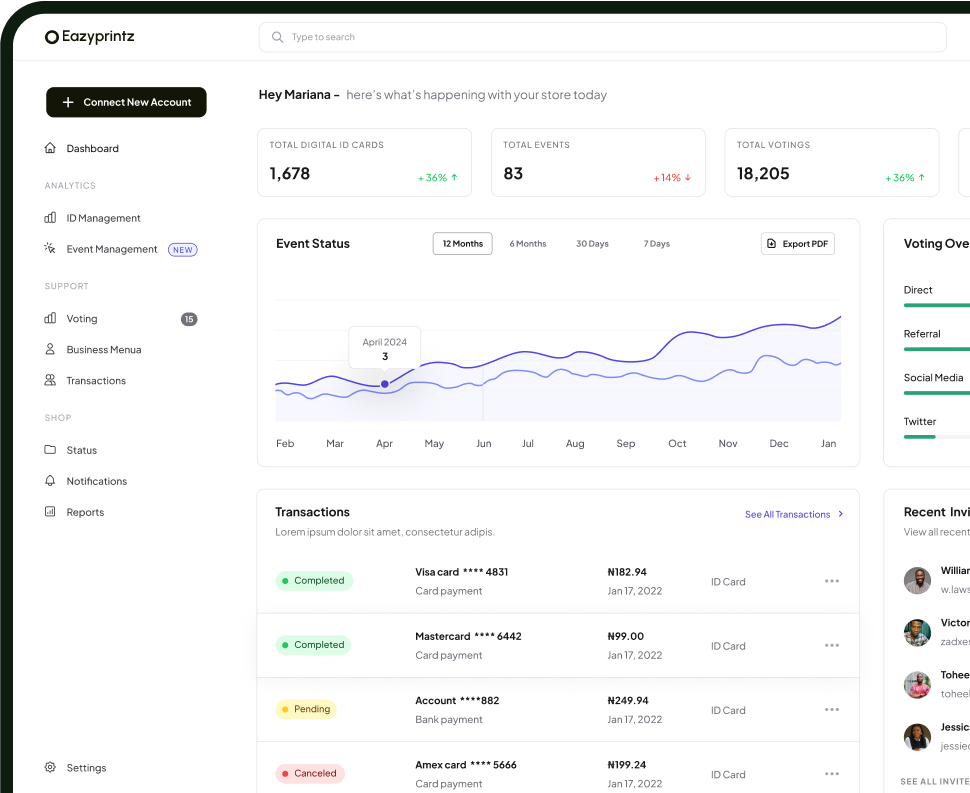 Eazyprintz
Type to search
Connect New Account
Dashboard
ANALYTICS
ID Management
Event Management NEW
SUPPORT
Voting 15
Business Menua
Transactions
SHOP
Status
Notifications
Reports
Settings
Hey Mariana – here's what's happening with your store today
TOTAL DIGITAL ID CARDS
1,678
+36% ↑
TOTAL EVENTS
83
+14% ↓
TOTAL VOTINGS
18,205
+36% ↑
Event Status
12 Months 6 Months 30 Days 7 Days
Export PDF
April 2024
3
Feb Mar Apr May Jun Jul Aug Sep Oct Nov Dec Jan
Voting Ove
Direct
Referral
Social Media
Twitter
Transactions
See All Transactions
Lorem ipsum dolor sit amet, consectetur adipis.
Completed
Visa card **** 4831
Card payment
₦182.94
Jan 17, 2022
ID Card
Completed
Mastercard **** 6442
Card payment
₦99.00
Jan 17, 2022
ID Card
Pending
Account ****882
Bank payment
₦249.94
Jan 17, 2022
ID Card
Canceled
Amex card **** 5666
Card payment
₦199.24
Jan 17, 2022
ID Card
Recent Invi
View all recent
Willian
w.laws
Victor
zadxer
Tohee
toheeb
Jessic
jessied
SEE ALL INVITE